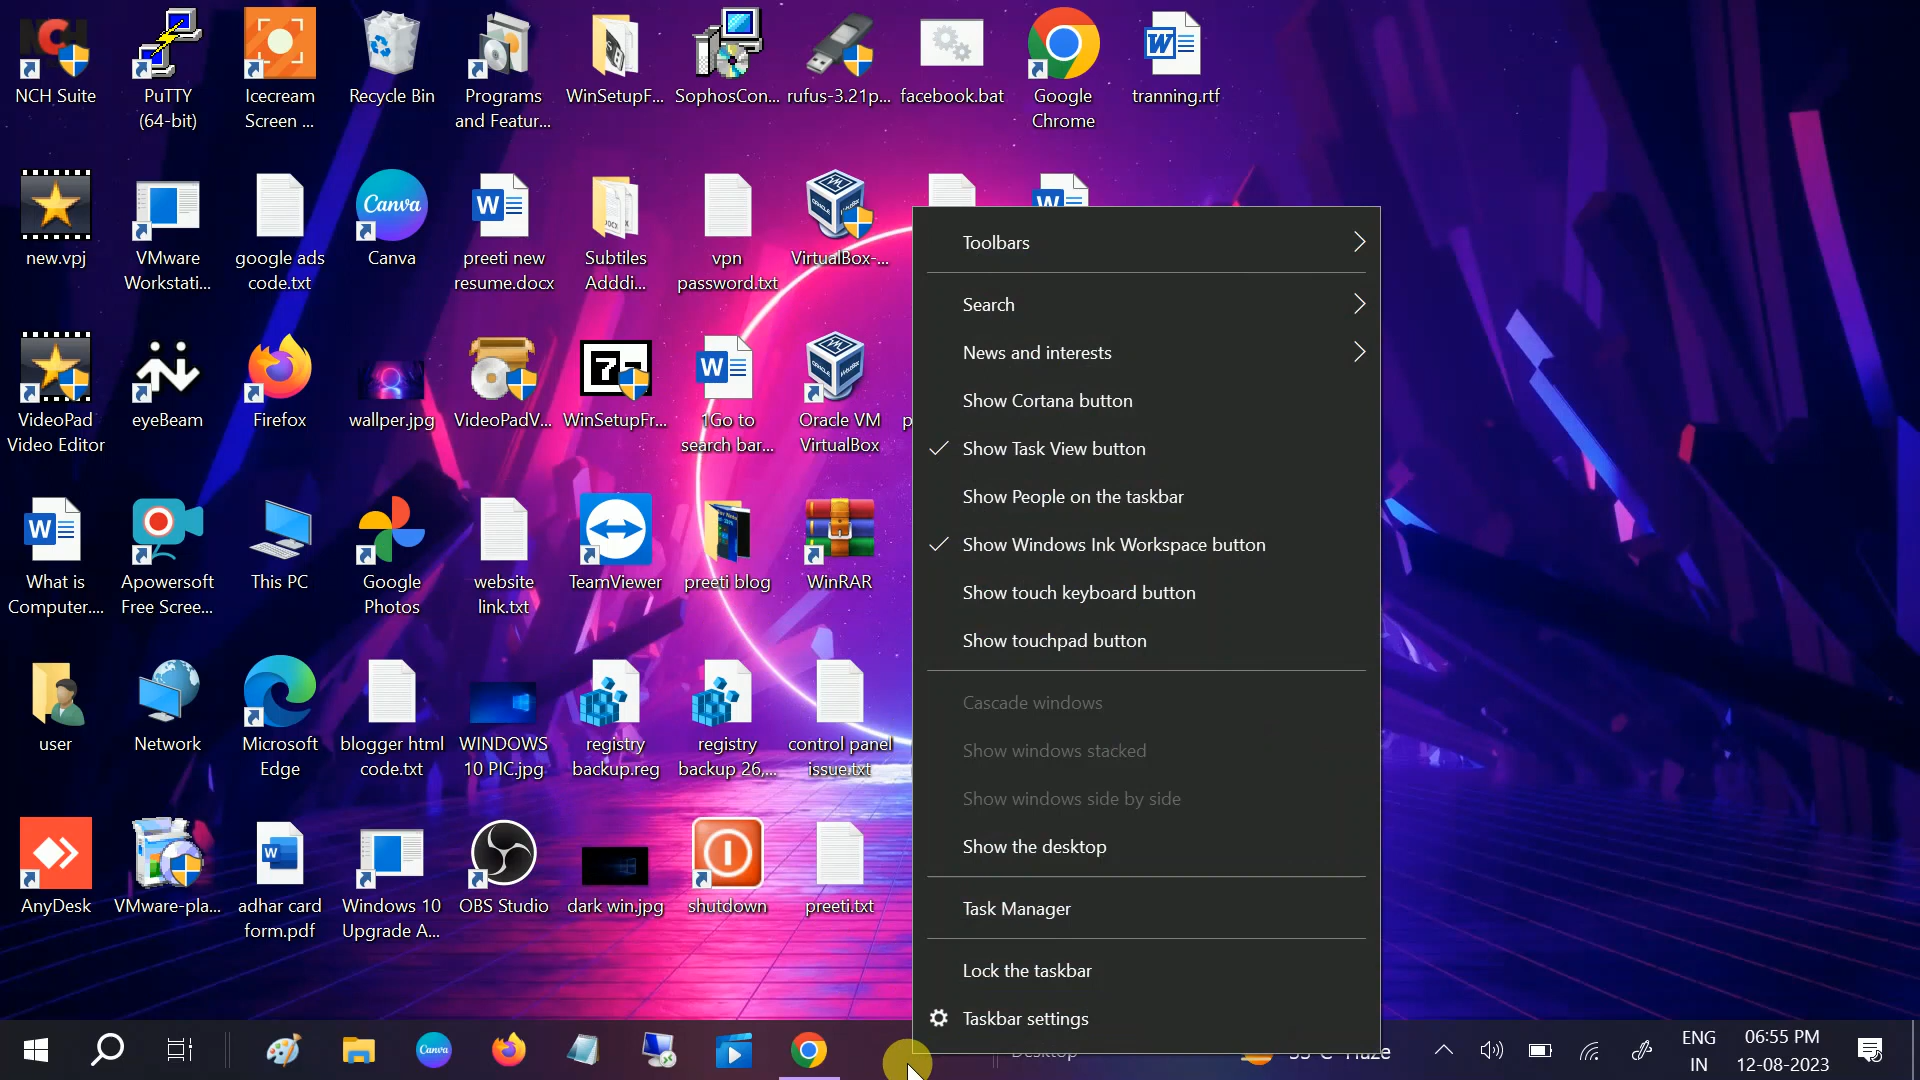 NCH Suite
PuTTY
(64-bit)
Icecream
Screen ...
Recycle Bin
Programs
and Featur...
WinSetupF...
SophosCon...
rufus-3.21p...
facebook.bat
Google
Chrome
tranning.rtf
new.vpj
VMware
Workstati...
google ads
code.txt
Canva
Canva
preeti new
resume.docx
Subtiles
Adddi...
vpn
password.txt
VirtualBox-...
VideoPad
Video Editor
eyeBeam
Firefox
wallper.jpg
VideoPadV...
WinSetupFr...
1Go to
search bar...
Oracle VM
VirtualBox
What is
Computer....
Apowersoft
Free Scree...
This PC
Google
Photos
website
link.txt
TeamViewer
preeti blog
WinRAR
user
Network
Microsoft
Edge
blogger html
code.txt
WINDOWS
10 PIC.jpg
registry
backup.reg
registry
backup 26,...
control panel
issue.txt
AnyDesk
VMware-pla...
adhar card
form.pdf
Windows 10
Upgrade A...
OBS Studio
dark win.jpg
shutdown
preeti.txt
Toolbars
Search
News and interests
Show Cortana button
Show Task View button
Show People on the taskbar
Show Windows Ink Workspace button
Show touch keyboard button
Show touchpad button
Cascade windows
Show windows stacked
Show windows side by side
Show the desktop
Task Manager
Lock the taskbar
Taskbar settings
Canva
Desktop
Haze
ENG
IN
06:55 PM
12-08-2023